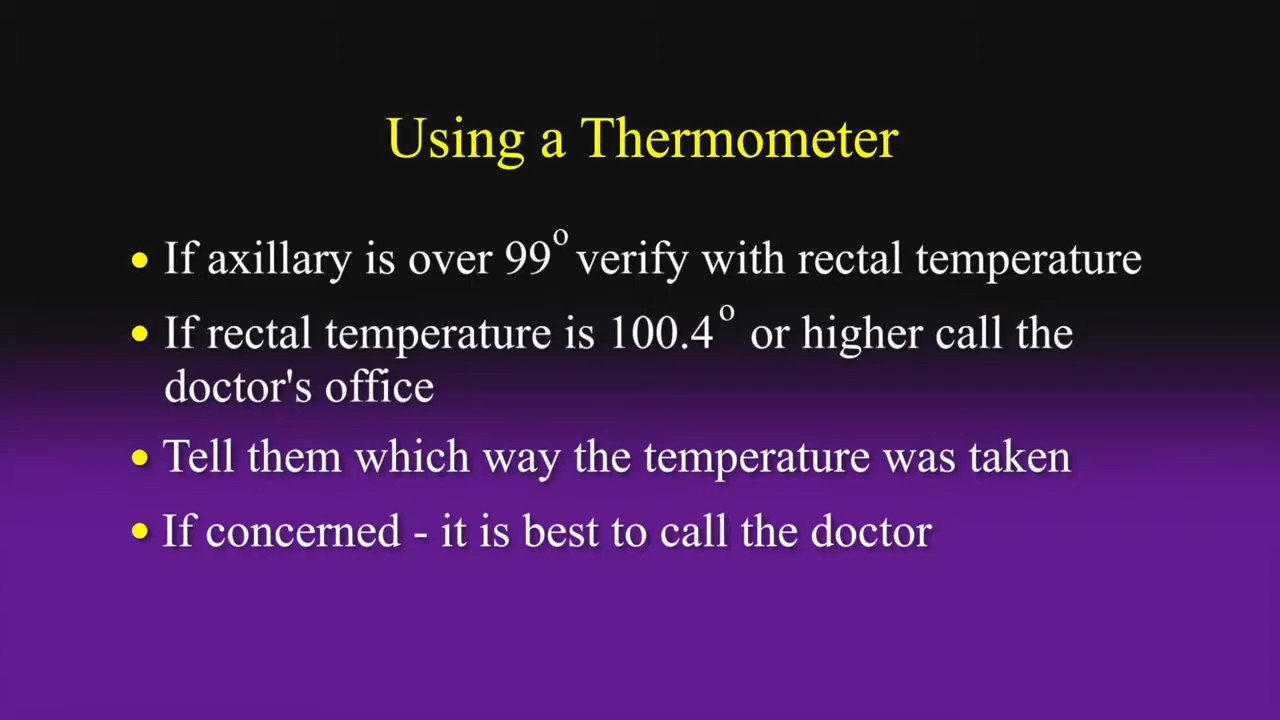 Using a Thermometer
• If axillary is over 99° verify with rectal temperature
• If rectal temperature is 100.4° or higher call the
doctor's office
• Tell them which way the temperature was taken
• If concerned - it is best to call the doctor